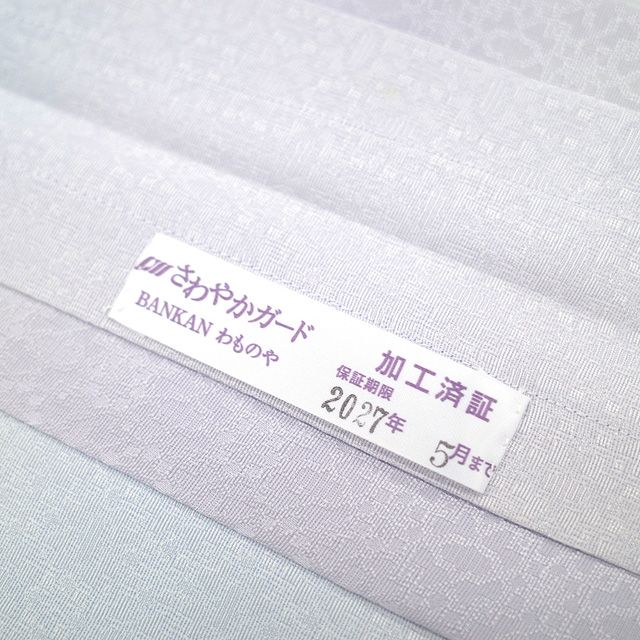 さわやかガード
BANKAN わものや
加工済証
保証期限
2027年 5月まで